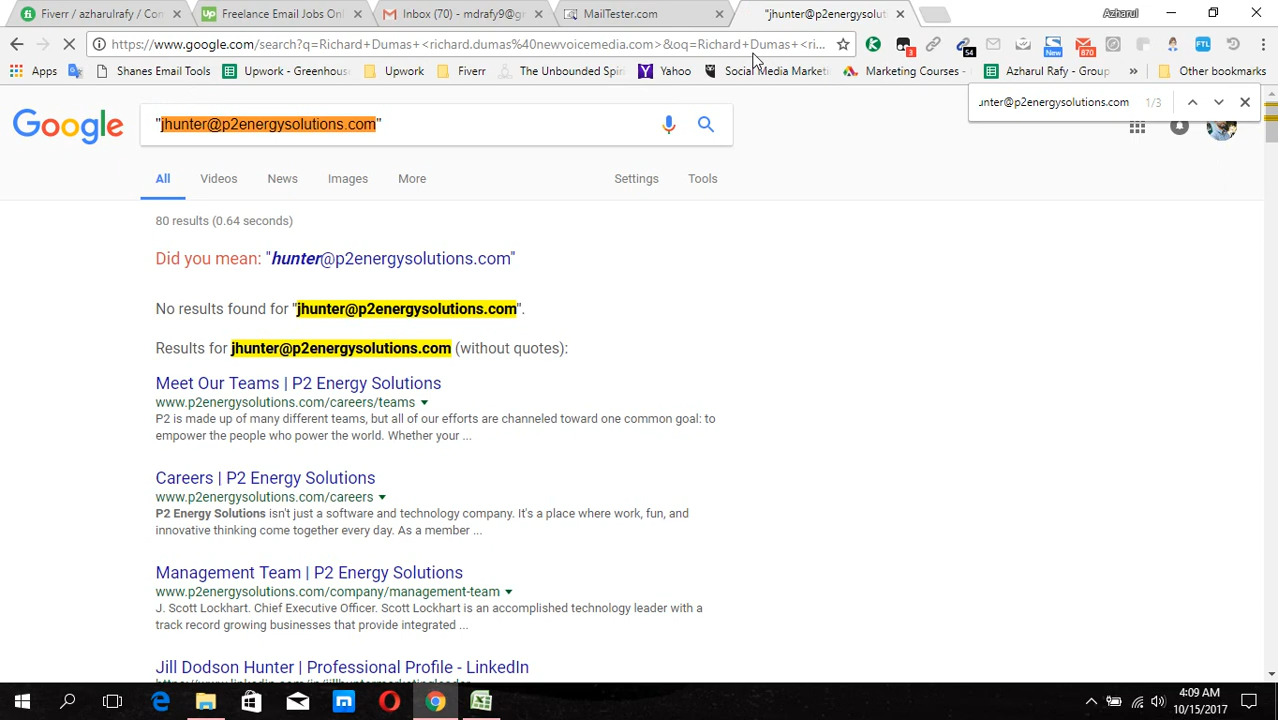 Fiverr / azharulrafy / Con
Freelance Email Jobs Onli
Inbox (70) - mdrafy9@gr
MailTester.com
"jhunter@p2energysoluti
Azharul
https://www.google.com/search?q=Richard+Dumas+<richard.dumas%40newvoicemedia.com>&oq=Richard+Dumas+<ri...
3
54
New
870
FTL
Apps
Shanes Email Tools
Upwork - Greenhouse
Upwork
Fiverr
The Unbounded Spin
Yahoo
Social Media Market
Marketing Courses -
Azharul Rafy - Group
»
Other bookmarks
unter@p2energysolutions.com
1/3
Google
"jhunter@p2energysolutions.com"
All
Videos
News
Images
More
Settings
Tools
80 results (0.64 seconds)
Did you mean: "hunter@p2energysolutions.com"
No results found for "jhunter@p2energysolutions.com".
Results for jhunter@p2energysolutions.com (without quotes):
Meet Our Teams | P2 Energy Solutions
www.p2energysolutions.com/careers/teams
P2 is made up of many different teams, but all of our efforts are channeled toward one common goal: to
empower the people who power the world. Whether your ...
Careers | P2 Energy Solutions
www.p2energysolutions.com/careers
P2 Energy Solutions isn't just a software and technology company. It's a place where work, fun, and
innovative thinking come together every day. As a member ...
Management Team | P2 Energy Solutions
www.p2energysolutions.com/company/management-team
J. Scott Lockhart. Chief Executive Officer. Scott Lockhart is an accomplished technology leader with a
track record growing businesses that provide integrated ...
Jill Dodson Hunter | Professional Profile - LinkedIn
4:09 AM
10/15/2017